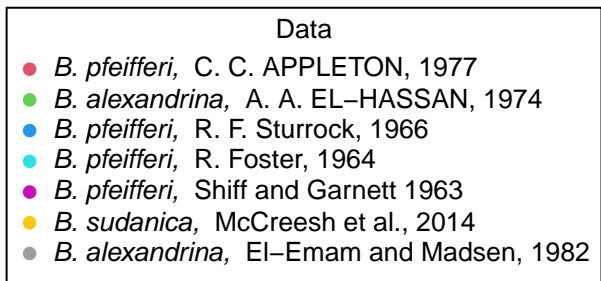 Data
B. pfeifferi, C. C. APPLETON, 1977
B. alexandrina, A. A. EL−HASSAN, 1974
B. pfeifferi, R. F. Sturrock, 1966
B. pfeifferi, R. Foster, 1964
B. pfeifferi, Shiff and Garnett 1963
B. sudanica, McCreesh et al., 2014
B. alexandrina, El−Emam and Madsen, 1982